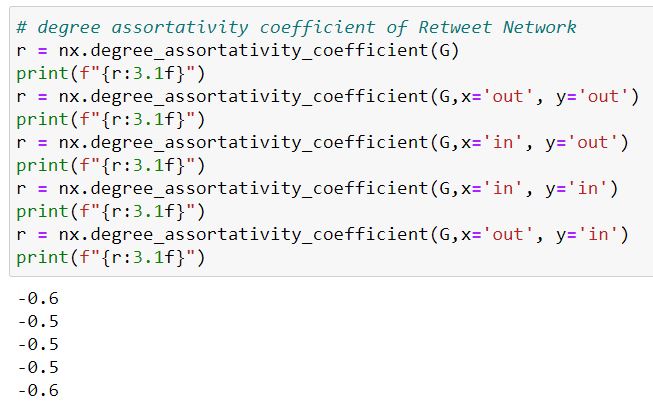 # degree assortativity coefficient of Retweet Network
r = nx.degree_assortativity_coefficient(G)
print(f"{r:3.1f}")
r = nx.degree_assortativity_coefficient(G,x='out', y='out')
print(f"{r:3.1f}")
r = nx.degree_assortativity_coefficient(G,x='in', y='out')
print(f"{r:3.1f}")
r = nx.degree_assortativity_coefficient(G,x='in', y='in')
print(f"{r:3.1f}")
r = nx.degree_assortativity_coefficient(G,x='out', y='in')
print(f"{r:3.1f}")
-0.6
-0.5
-0.5
-0.5
-0.6